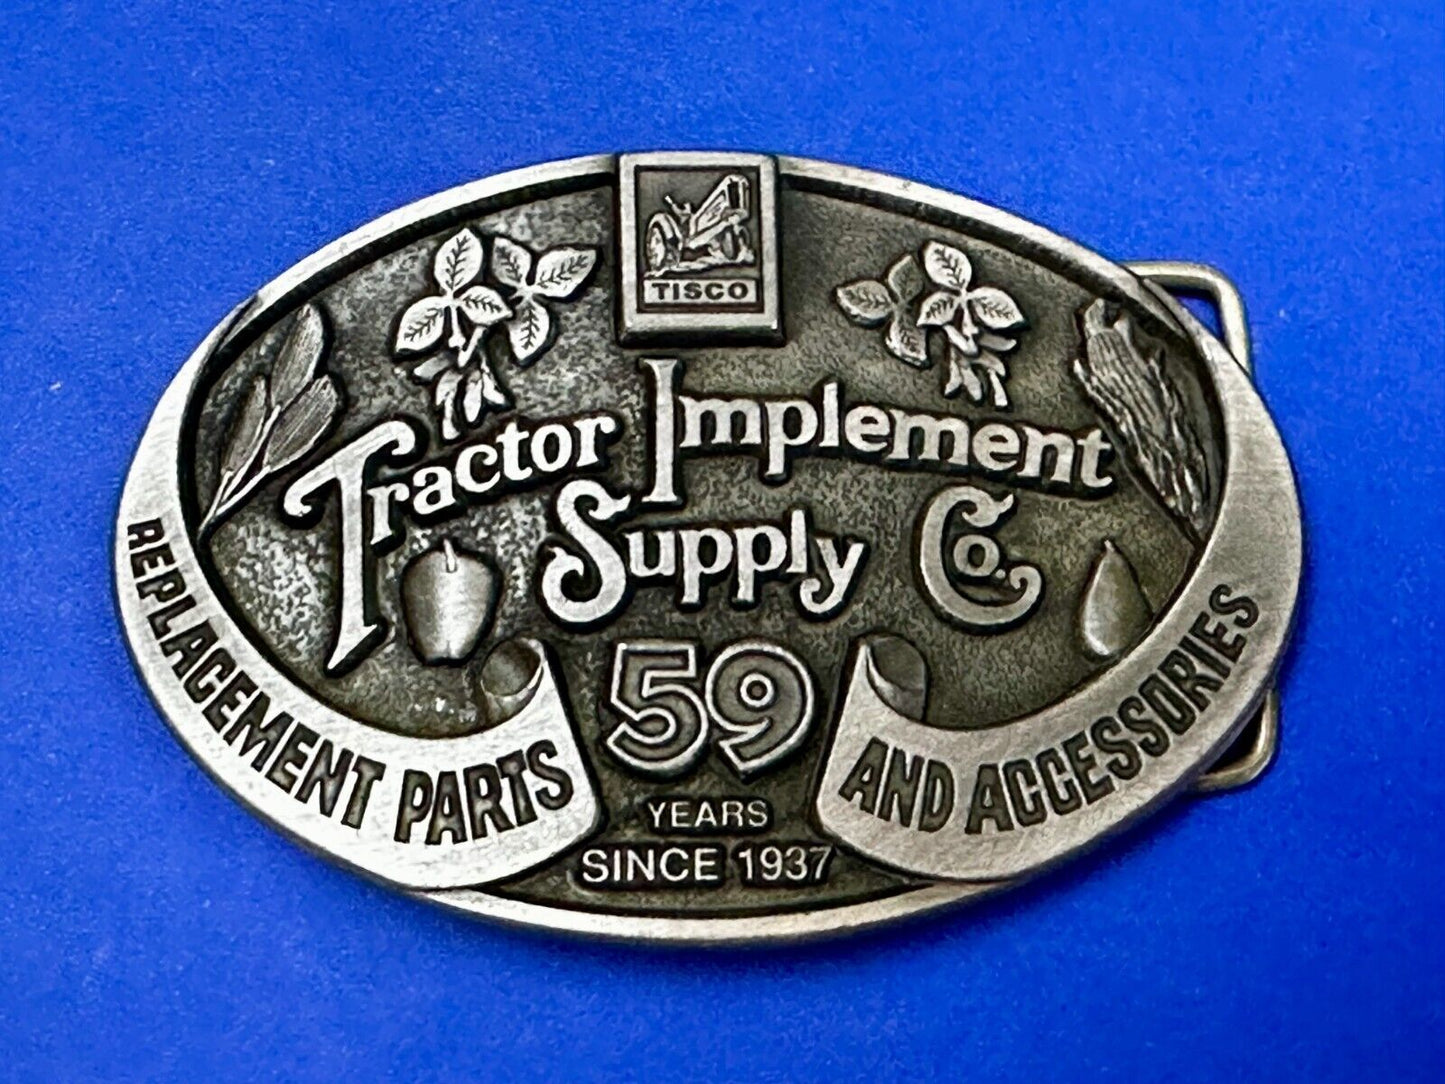 TISCO
Tractor Implement
Supply Co.
59
YEARS
SINCE 1937
REPLACEMENT PARTS
AND ACCESSORIES